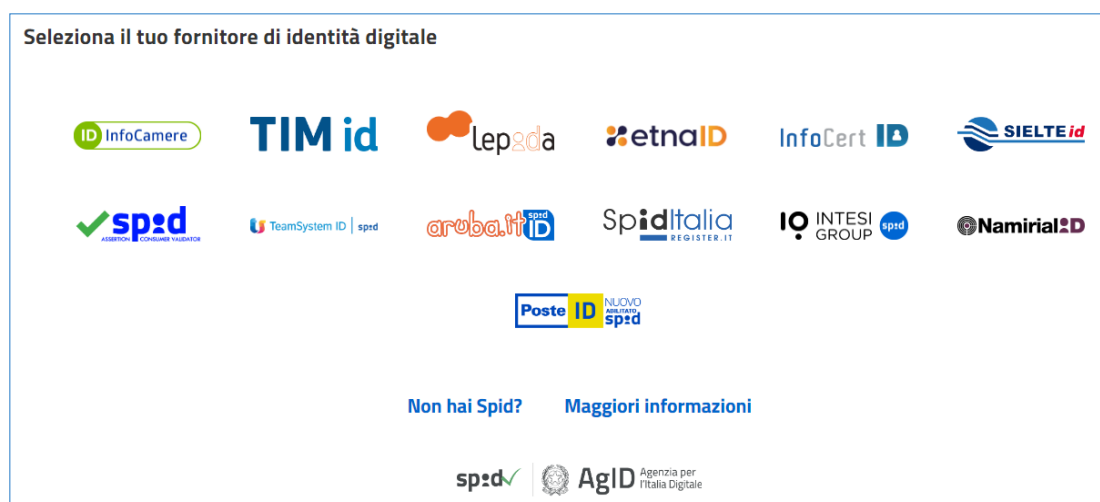 Seleziona il tuo fornitore di identità digitale
ID InfoCamere
TIM id
Lepida
etnaID
InfoCert ID
SIELTE id
spid
ASSERTION CONSUMER VALIDATOR
TeamSystem ID | spid
aruba.it spid ID
SpidItalia
REGISTER.IT
IQ INTESI GROUP spid
Namirial ID
Poste ID NUOVO ABILITATO spid
Non hai Spid? Maggiori informazioni
spid AgID Agenzia per l'Italia Digitale